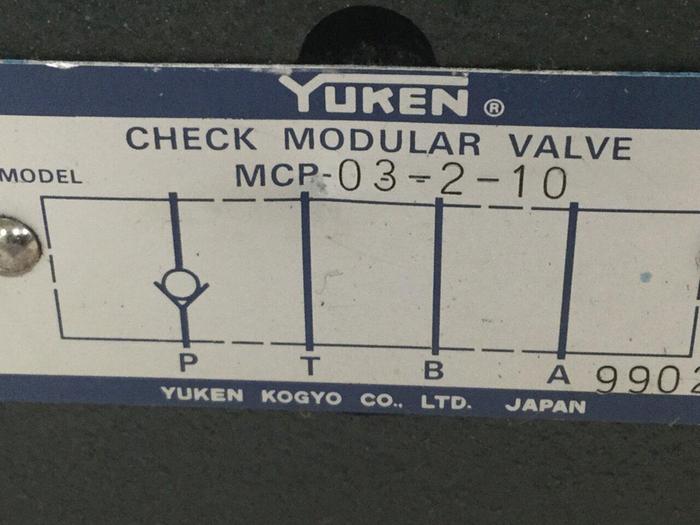 YUKEN ®
CHECK MODULAR VALVE
MODEL MCP-03-2-10
P T B A 9902
YUKEN KOGYO CO., LTD. JAPAN